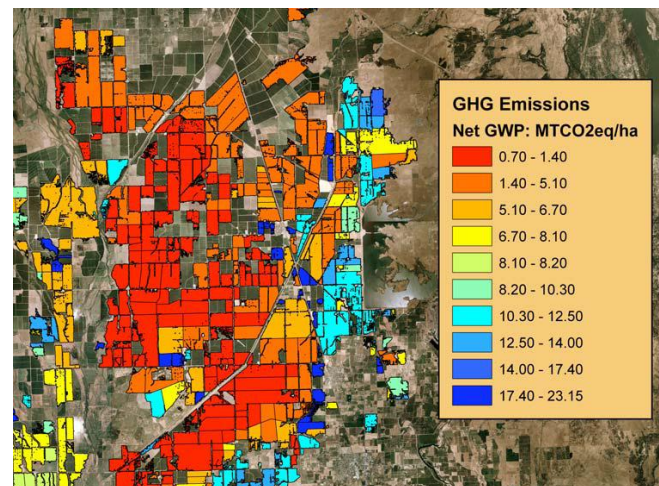 GHG Emissions
Net GWP: MTCO2eq/ha
0.70 - 1.40
1.40 - 5.10
5.10 - 6.70
6.70 - 8.10
8.10 - 8.20
8.20 - 10.30
10.30 - 12.50
12.50 - 14.00
14.00 - 17.40
17.40 - 23.15